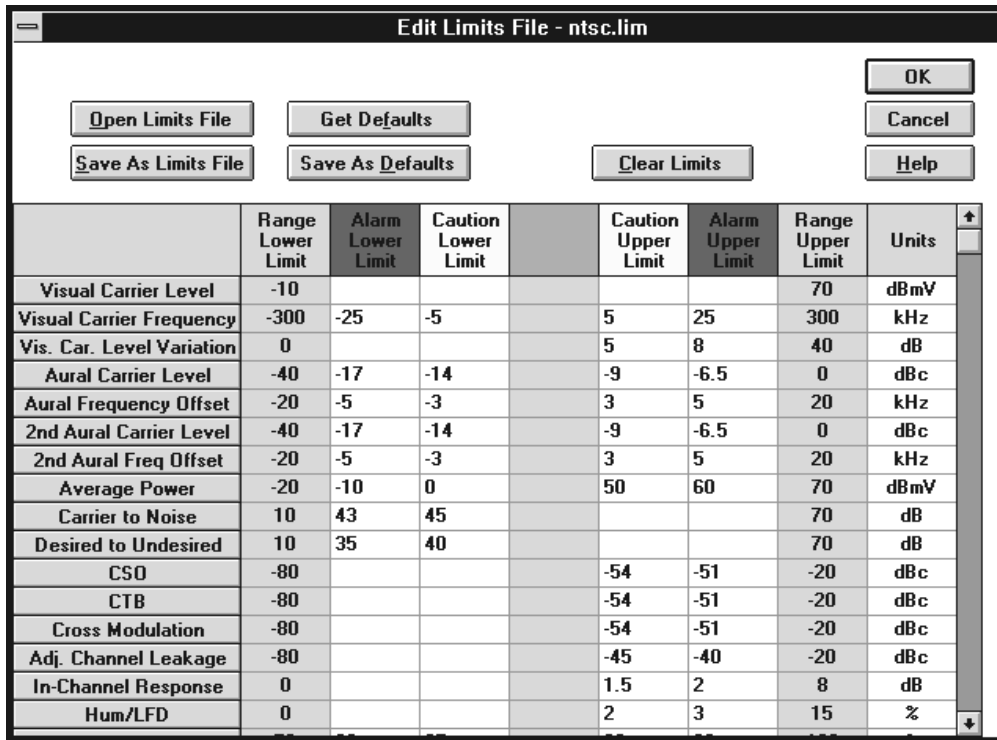 Edit Limits File - ntsc.lim
OK
Open Limits File Get Defaults Cancel
Save As Limits File Save As Defaults Clear Limits Help
Range Lower Limit Alarm Lower Limit Caution Lower Limit Caution Upper Limit Alarm Upper Limit Range Upper Limit Units
Visual Carrier Level -10 70 dBmV
Visual Carrier Frequency -300 -25 -5 5 25 300 kHz
Vis. Car. Level Variation 0 5 8 40 dB
Aural Carrier Level -40 -17 -14 -9 -6.5 0 dBc
Aural Frequency Offset -20 -5 -3 3 5 20 kHz
2nd Aural Carrier Level -40 -17 -14 -9 -6.5 0 dBc
2nd Aural Freq Offset -20 -5 -3 3 5 20 kHz
Average Power -20 -10 0 50 60 70 dBmV
Carrier to Noise 10 43 45 70 dB
Desired to Undesired 10 35 40 70 dB
CSO -80 -54 -51 -20 dBc
CTB -80 -54 -51 -20 dBc
Cross Modulation -80 -54 -51 -20 dBc
Adj. Channel Leakage -80 -45 -40 -20 dBc
In-Channel Response 0 1.5 2 8 dB
Hum/LFD 0 2 3 15 %